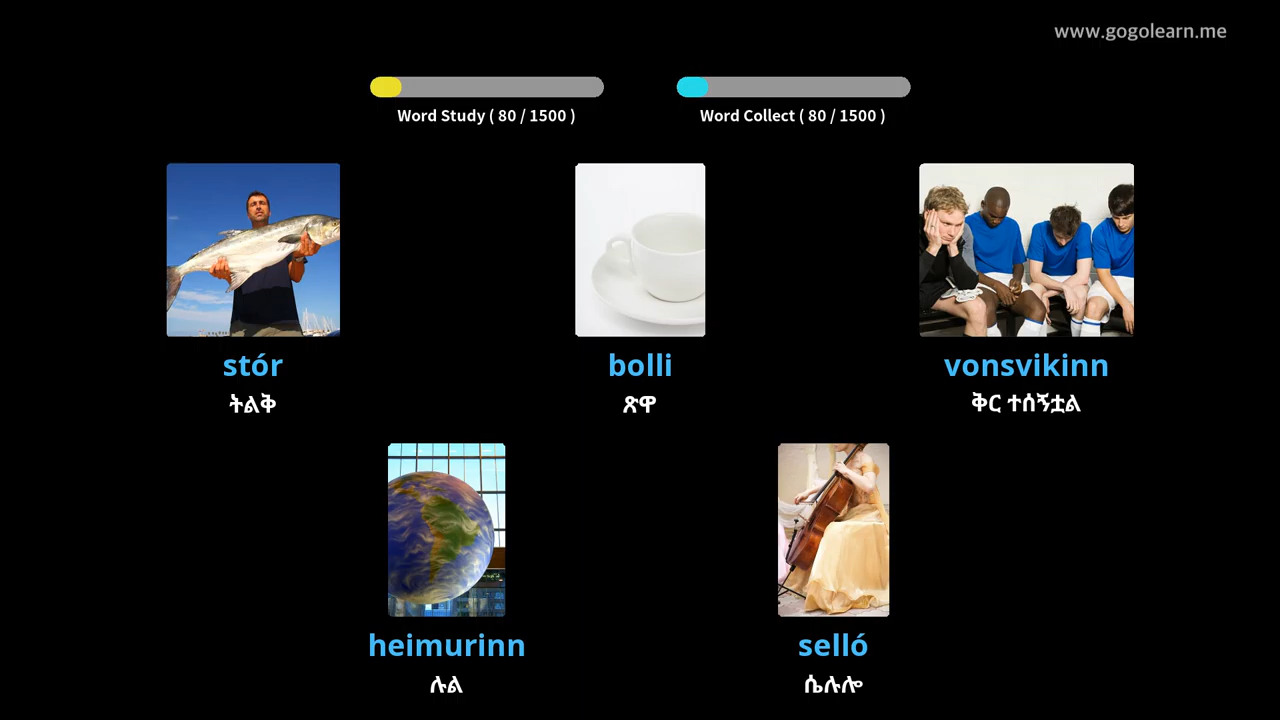 www.gogolearn.me
Word Study ( 80 / 1500 )
Word Collect ( 80 / 1500 )
stór
ትልቅ
bolli
ጽዋ
vonsvikinn
ቅር ተሰኝቷል
heimurinn
ሉል
selló
ሴሉሎ